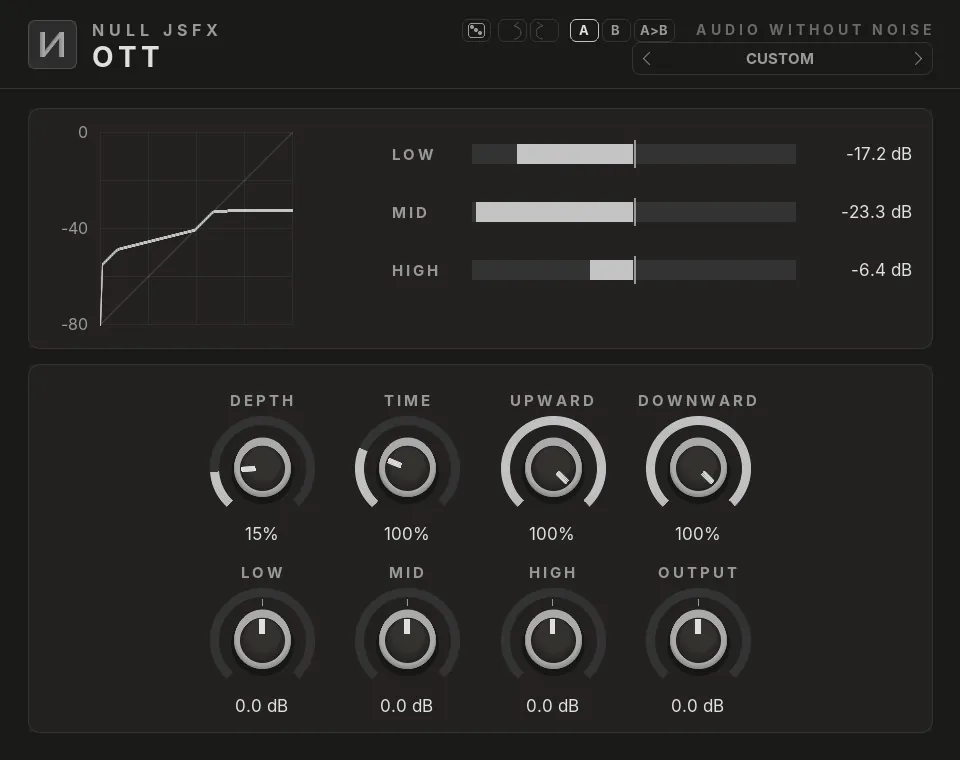 NULL JSFX
OTT
A B A>B
AUDIO WITHOUT NOISE
CUSTOM
0
-40
-80
LOW -17.2 dB
MID -23.3 dB
HIGH -6.4 dB
DEPTH TIME UPWARD DOWNWARD
15% 100% 100% 100%
LOW MID HIGH OUTPUT
0.0 dB 0.0 dB 0.0 dB 0.0 dB